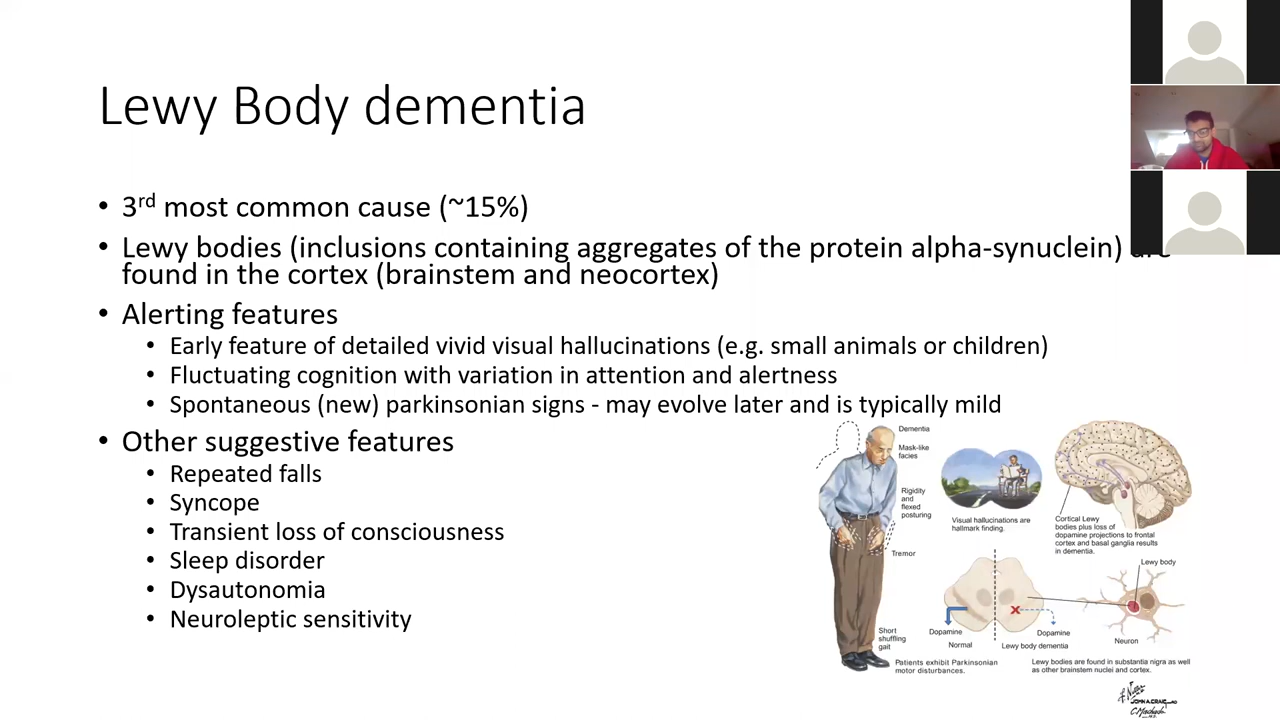 Lewy Body dementia
• 3rd most common cause (~15%)
• Lewy bodies (inclusions containing aggregates of the protein alpha-synuclein) are
found in the cortex (brainstem and neocortex)
• Alerting features
• Early feature of detailed vivid visual hallucinations (e.g. small animals or children)
• Fluctuating cognition with variation in attention and alertness
• Spontaneous (new) parkinsonian signs - may evolve later and is typically mild
• Other suggestive features
• Repeated falls
• Syncope
• Transient loss of consciousness
• Sleep disorder
• Dysautonomia
• Neuroleptic sensitivity
Dementia
Mask-like
facies
Rigidity
and
flexed
posturing
Tremor
Short
shuffling
gait
Patients exhibit Parkinsonian
motor disturbances.
Visual hallucinations are
hallmark finding.
Cortical Lewy
bodies plus loss of
dopamine projections to frontal
cortex and basal ganglia results
in dementia.
Lewy body
Dopamine
Normal
Dopamine
Lewy body dementia
Neuron
Lewy bodies are found in substantia nigra as well
as other brainstem nuclei and cortex.